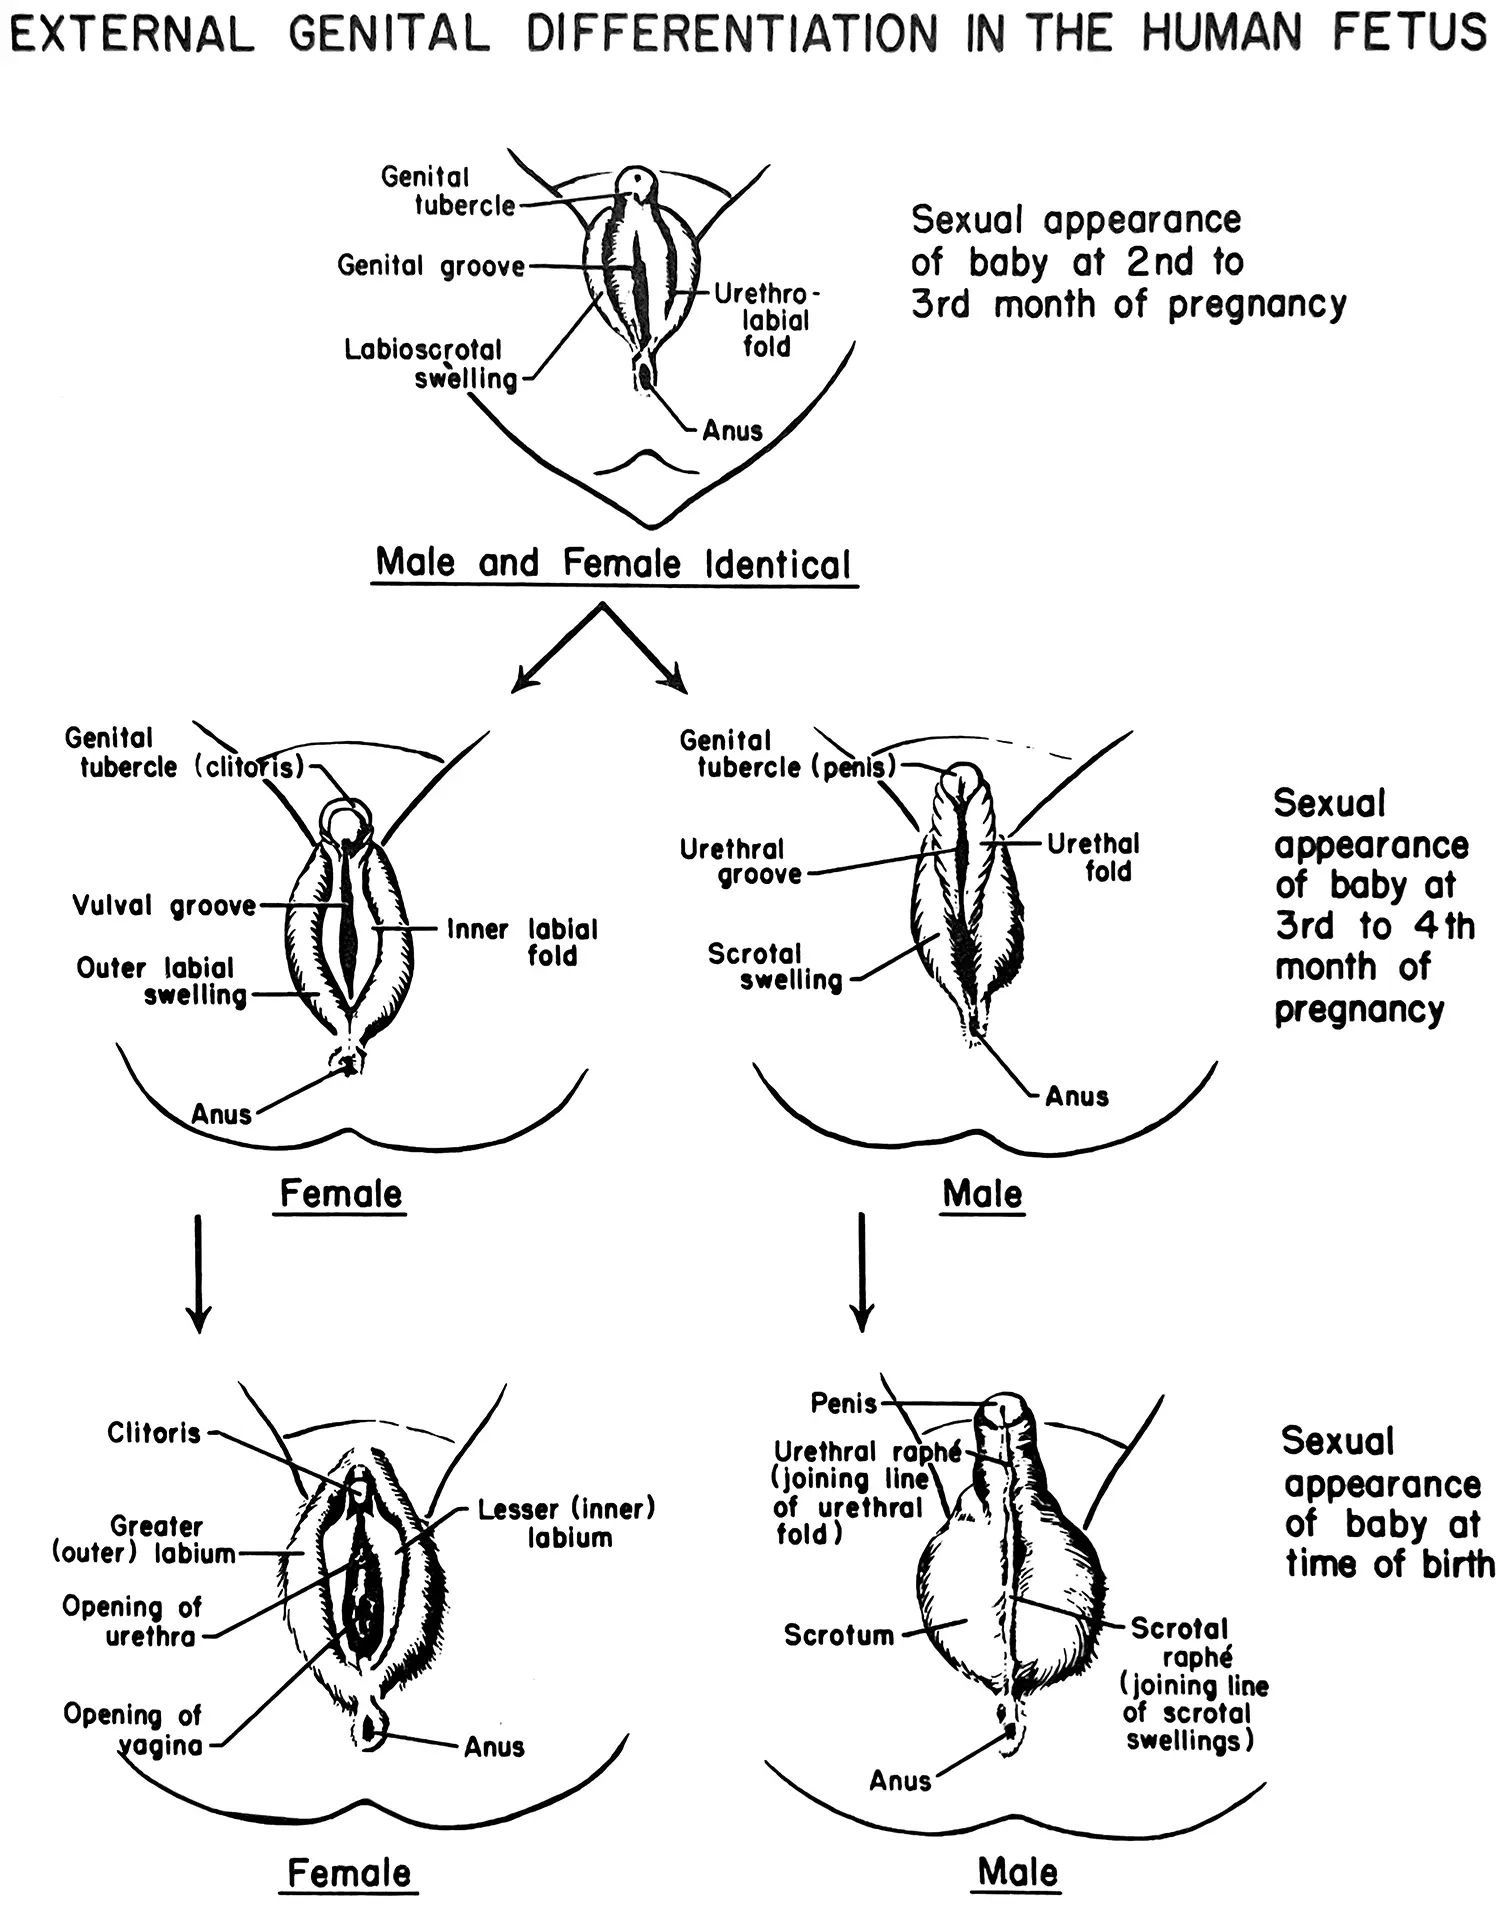 EXTERNAL GENITAL DIFFERENTIATION IN THE HUMAN FETUS
Genital
tubercle
Genital groove
Labioscrotal
swelling
Urethro-
labial
fold
Anus
Sexual appearance
of baby at 2nd to
3rd month of pregnancy
Male and Female Identical
Genital
tubercle (clitoris)
Vulval groove
Outer labial
swelling
Inner labial
fold
Anus
Female
Genital
tubercle (penis)
Urethral
groove
Scrotal
swelling
Urethal
fold
Anus
Male
Sexual
appearance
of baby at
3rd to 4th
month of
pregnancy
Clitoris
Greater
(outer) labium
Opening of
urethra
Opening of
vagina
Lesser (inner)
labium
Anus
Female
Penis
Urethral raphé
(joining line
of urethral
fold)
Scrotum
Anus
Scrotal
raphé
(joining line
of scrotal
swellings)
Male
Sexual
appearance
of baby at
time of birth